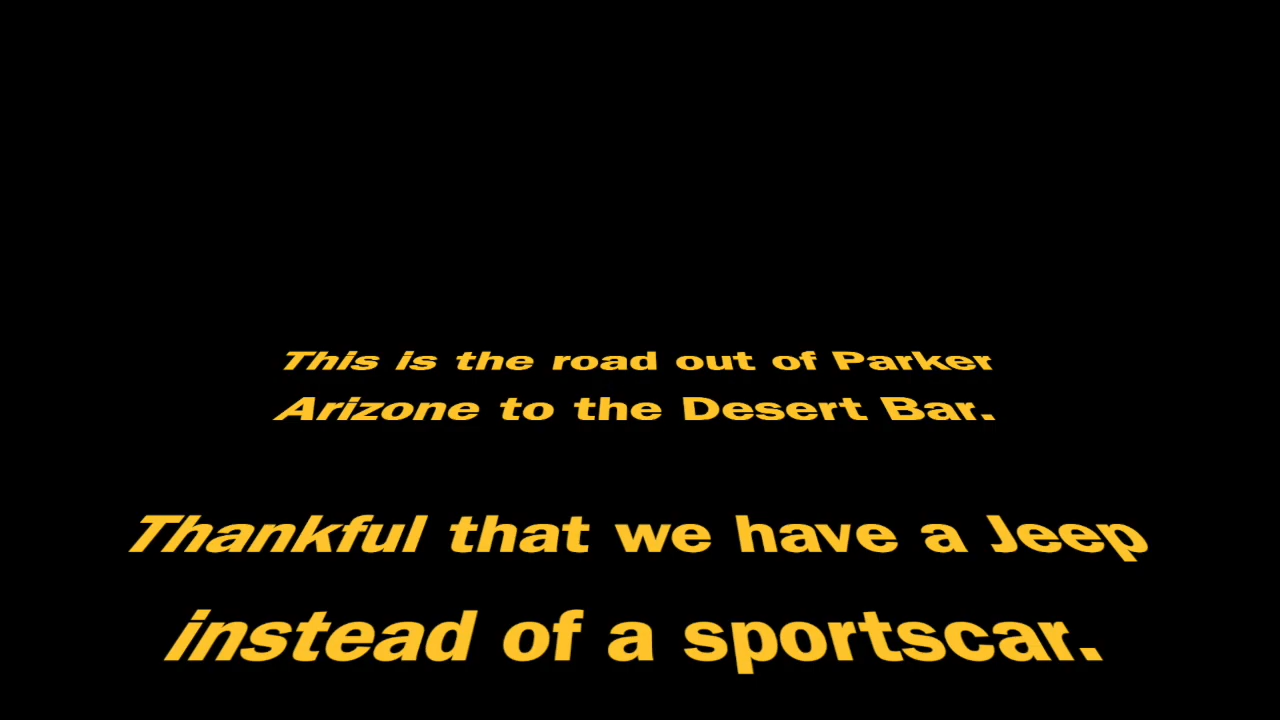 This is the road out of Parker
Arizone to the Desert Bar.
Thankful that we have a Jeep
instead of a sportscar.